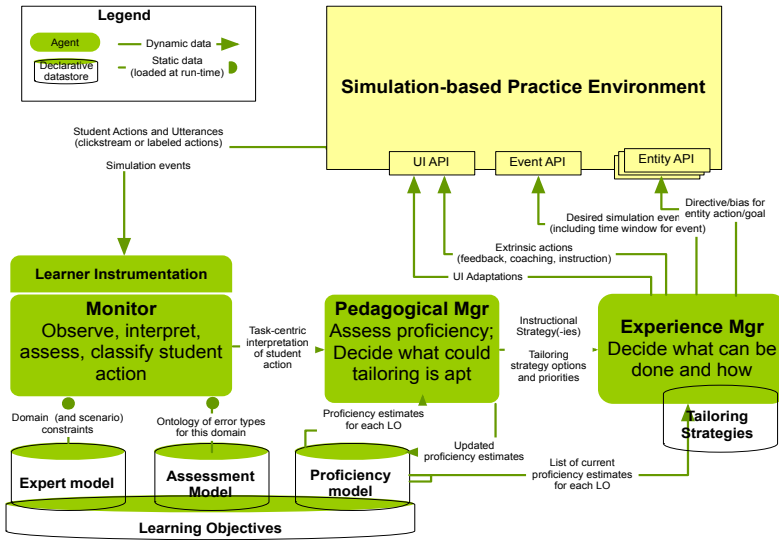 Legend
Agent
Dynamic data
Declarative
datastore
Static data
(loaded at run-time)
Simulation-based Practice Environment
UI API
Event API
Entity API
Student Actions and Utterances
(clickstream or labeled actions)
Simulation events
Directive/bias for
entity action/goal
Desired simulation even
(including time window for event)
Extrinsic actions
(feedback, coaching, instruction)
UI Adaptations
Learner Instrumentation
Monitor
Observe, interpret,
assess, classify student
action
Task-centric
interpretation
of student
action
Pedagogical Mgr
Assess proficiency;
Decide what could
tailoring is apt
Instructional
Strategy(-ies)
Tailoring
strategy options
and priorities
Experience Mgr
Decide what can be
done and how
Tailoring
Strategies
Domain (and scenario)
constraints
Ontology of error types
for this domain
Proficiency estimates
for each LO
Updated
proficiency estimates
List of current
proficiency estimates
for each LO
Expert model
Assessment
Model
Proficiency
model
Learning Objectives